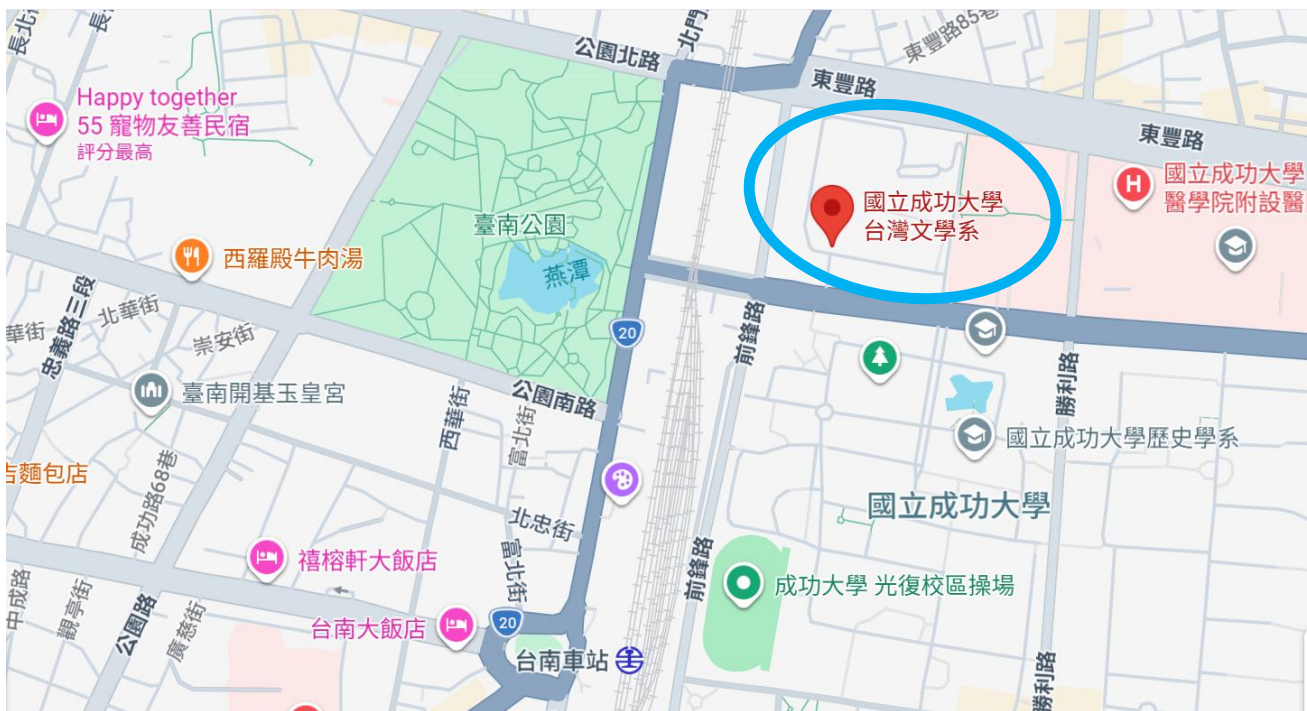 長北街
長
公園北路
北門
東豐路85巷
東豐路
東豐路
Happy together
55 寵物友善民宿
評分最高
國立成功大學
醫學院附設醫
國立成功大學
台灣文學系
臺南公園
燕潭
西羅殿牛肉湯
忠義路三段
北華街
華街
崇安街
20
前鋒路
勝利路
臺南開基玉皇宮
公園南路
西華街
富北街
國立成功大學歷史學系
吉麵包店
成功路68巷
國立成功大學
北忠街
禧榕軒大飯店
富北街
前鋒路
成功大學 光復校區操場
中成路
觀亭街
公園路
廣慈街
台南大飯店
20
台南車站
勝利路